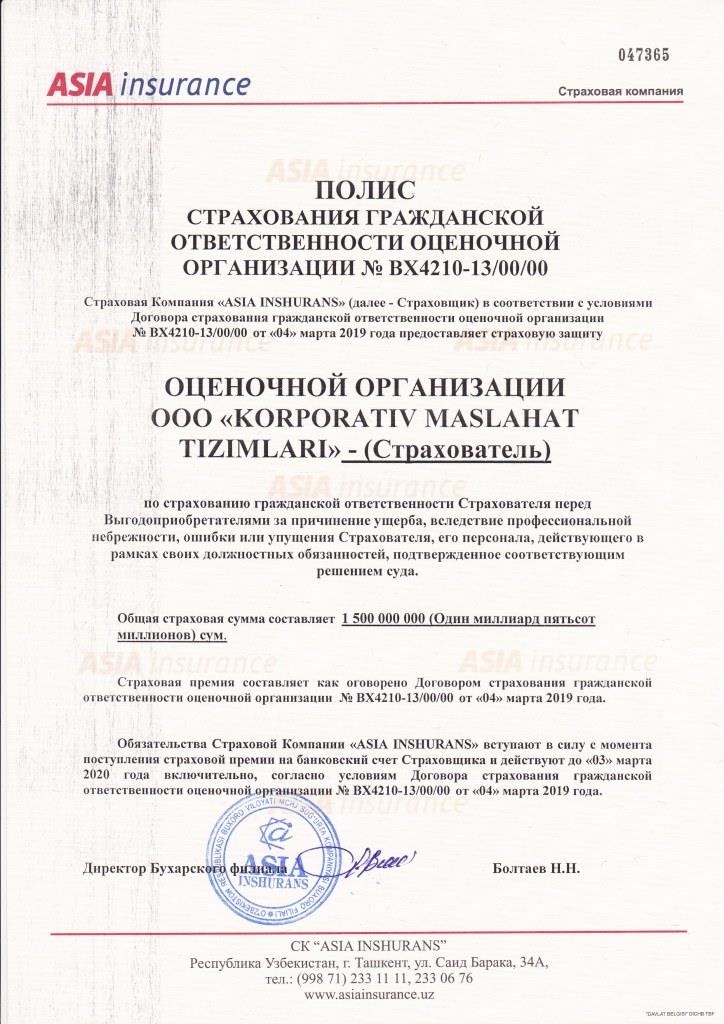 047365
ASIA insurance
Страховая компания
ПОЛИС
СТРАХОВАНИЯ ГРАЖДАНСКОЙ
ОТВЕТСТВЕННОСТИ ОЦЕНОЧНОЙ
ОРГАНИЗАЦИИ № BX4210-13/00/00
Страховая Компания «ASIA INSHURANS» (далее - Страховщик) в соответствии с условиями
Договора страхования гражданской ответственности оценочной организации
№ BX4210-13/00/00 от «04» марта 2019 года предоставляет страховую защиту
ОЦЕНОЧНОЙ ОРГАНИЗАЦИИ
ООО «KORPORATIV MASLAHAT
TIZIMLARI» - (Страхователь)
по страхованию гражданской ответственности Страхователя перед
Выгодоприобретателями за причинение ущерба, вследствие профессиональной
небрежности, ошибки или упущения Страхователя, его персонала, действующего в
рамках своих должностных обязанностей, подтвержденное соответствующим
решением суда.
Общая страховая сумма составляет 1 500 000 000 (Один миллиард пятьсот
миллионов) сум.
Страховая премия составляет как оговорено Договором страхования гражданской
ответственности оценочной организации № BX4210-13/00/00 от «04» марта 2019 года.
Обязательства Страховой Компании «ASIA INSHURANS» вступают в силу с момента
поступления страховой премии на банковский счет Страховщика и действуют до «03» марта
2020 года включительно, согласно условиям Договора страхования гражданской
ответственности оценочной организации № BX4210-13/00/00 от «04» марта 2019 года.
Директор Бухарского филиала
Болтаев Н.Н.
ASIA
INSHURANS
СК “ASIA INSHURANS”
Республика Узбекистан, г. Ташкент, ул. Саид Барака, 34А,
тел.: (998 71) 233 11 11, 233 06 76
www.asiainsurance.uz
"DAVLAT BELGISI" DICHB TBF